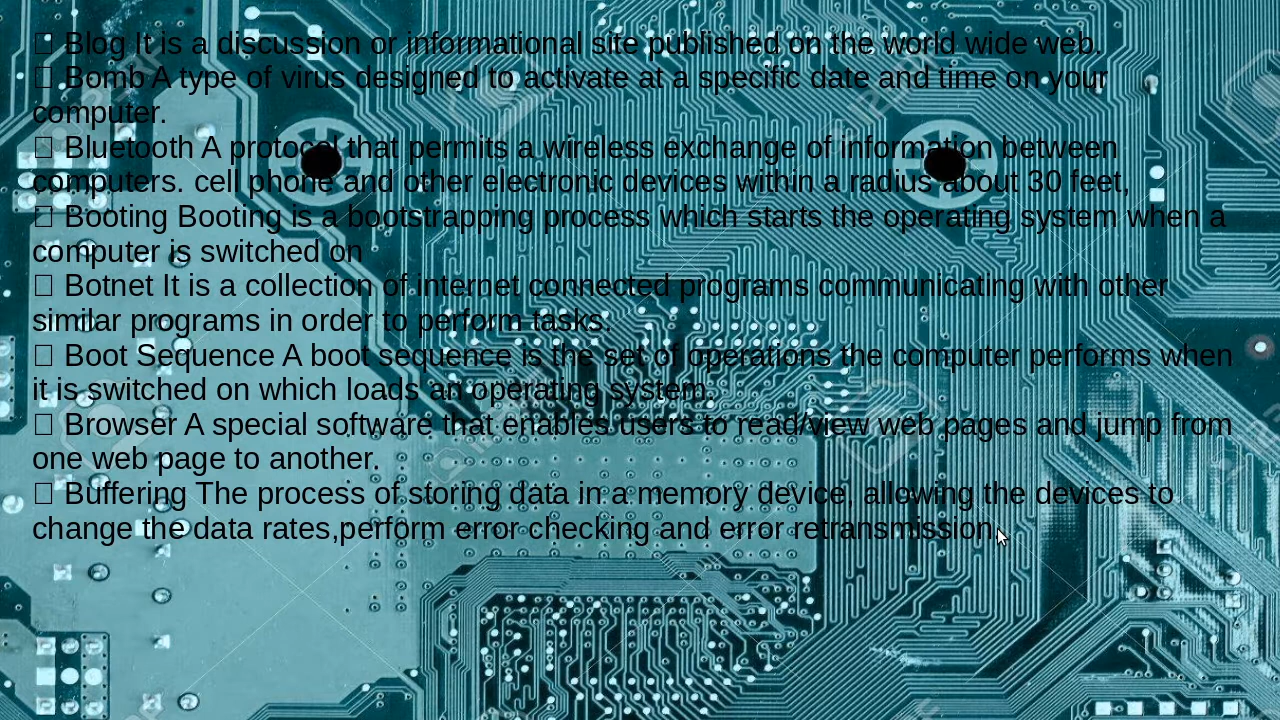 Blog It is a discussion or informational site published on the world wide web.
Bomb A type of virus designed to activate at a specific date and time on your
computer.
Bluetooth A protocol that permits a wireless exchange of information between
computers. cell phone and other electronic devices within a radius about 30 feet,
Booting Booting is a bootstrapping process which starts the operating system when a
computer is switched on
Botnet It is a collection of internet connected programs communicating with other
similar programs in order to perform tasks.
Boot Sequence A boot sequence is the set of operations the computer performs when
it is switched on which loads an operating system.
Browser A special software that enables users to read/view web pages and jump from
one web page to another.
Buffering The process of storing data in a memory device, allowing the devices to
change the data rates,perform error checking and error retransmission.